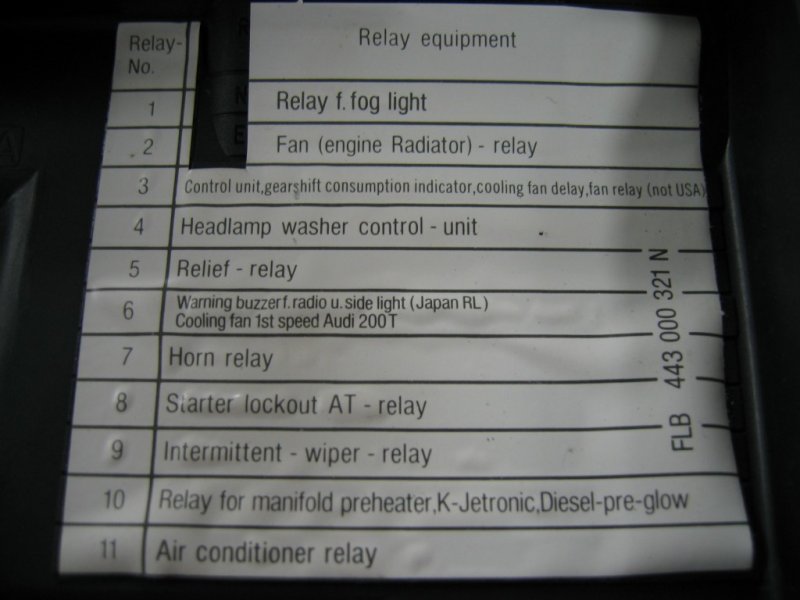 Relay-
No.
Relay equipment
1 Relay f. fog light
2 Fan (engine Radiator) - relay
3 Control unit,gearshift consumption indicator,cooling fan delay,fan relay (not USA)
4 Headlamp washer control - unit
5 Relief - relay
6 Warning buzzer f. radio u. side light (Japan RL)
Cooling fan 1st speed Audi 200 T
7 Horn relay
8 Starter lockout AT - relay
9 Intermittent - wiper - relay
10 Relay for manifold preheater,K-Jetronic,Diesel-pre-glow
11 Air conditioner relay
FLB 443 000 321 N